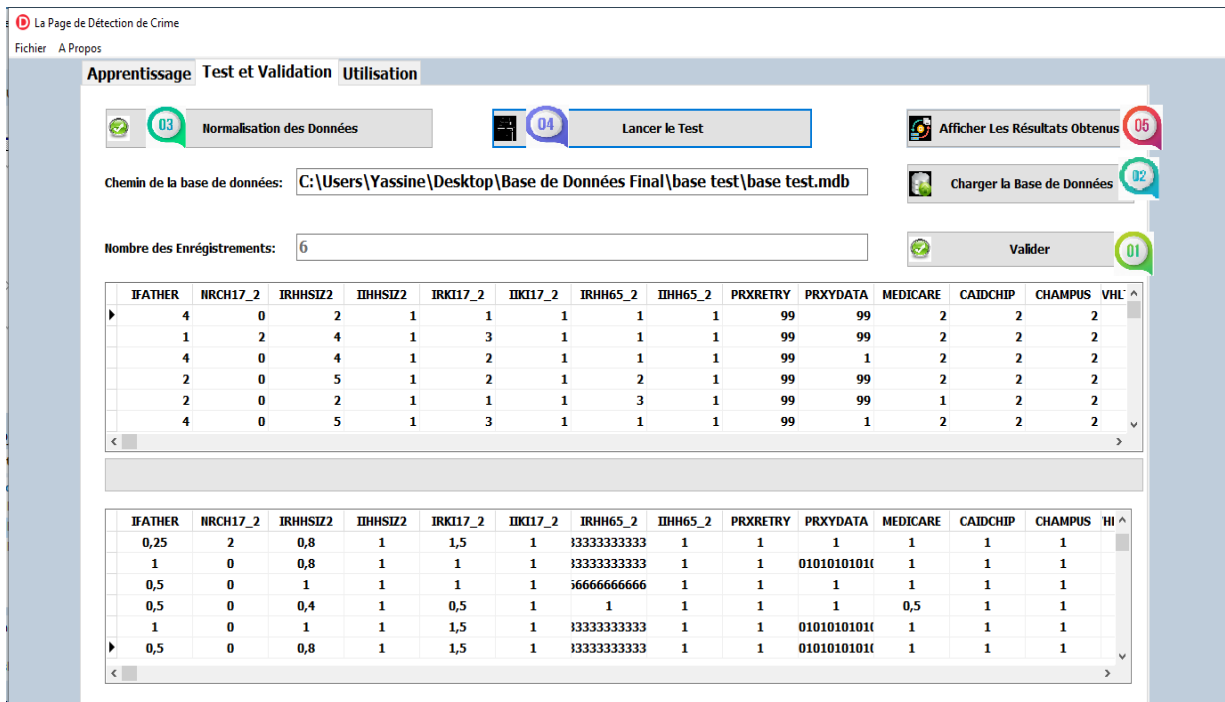 La Page de Détection de Crime
Fichier A Propos
Apprentissage Test et Validation Utilisation
03 Normalisation des Données 04 Lancer le Test Afficher Les Résultats Obtenus 05
Chemin de la base de données: C:\Users\Yassine\Desktop\Base de Données Final\base test\base test.mdb Charger la Base de Données 02
Nombre des Enrégistrements: 6 Valider 01
IFATHER NRCH17_2 IRHHSIZ2 IIHHSIZ2 IRKI17_2 IIKI17_2 IRHH65_2 IIHH65_2 PRXRETRY PRXYDATA MEDICARE CAIDCHIP CHAMPUS
4 0 2 1 1 1 1 1 99 99 2 2 2
1 2 4 1 3 1 1 1 99 99 2 2 2
4 0 4 1 2 1 1 1 99 1 2 2 2
2 0 5 1 2 1 2 1 99 99 2 2 2
2 0 2 1 1 1 3 1 99 99 1 2 2
4 0 5 1 3 1 1 1 99 1 2 2 2
IFATHER NRCH17_2 IRHHSIZ2 IIHHSIZ2 IRKI17_2 IIKI17_2 IRHH65_2 IIHH65_2 PRXRETRY PRXYDATA MEDICARE CAIDCHIP CHAMPUS
0,25 2 0,8 1 1,5 1 33333333333 1 1 1 1 1 1
1 0 0,8 1 1 1 33333333333 1 1 0101010101 1 1 1
0,5 0 1 1 1 1 66666666666 1 1 1 1 1 1
0,5 0 0,4 1 0,5 1 1 1 1 1 0,5 1 1
1 0 1 1 1,5 1 33333333333 1 1 0101010101 1 1 1
0,5 0 0,8 1 1,5 1 33333333333 1 1 0101010101 1 1 1